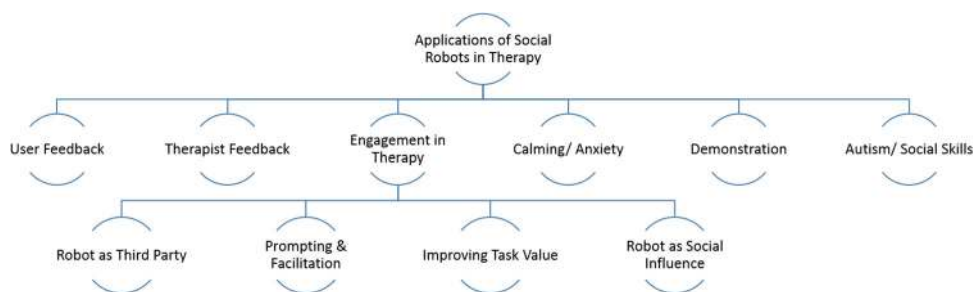 Applications of Social
Robots in Therapy
User Feedback
Therapist Feedback
Engagement in
Therapy
Calming/ Anxiety
Demonstration
Autism/ Social Skills
Robot as Third Party
Prompting &
Facilitation
Improving Task Value
Robot as Social
Influence